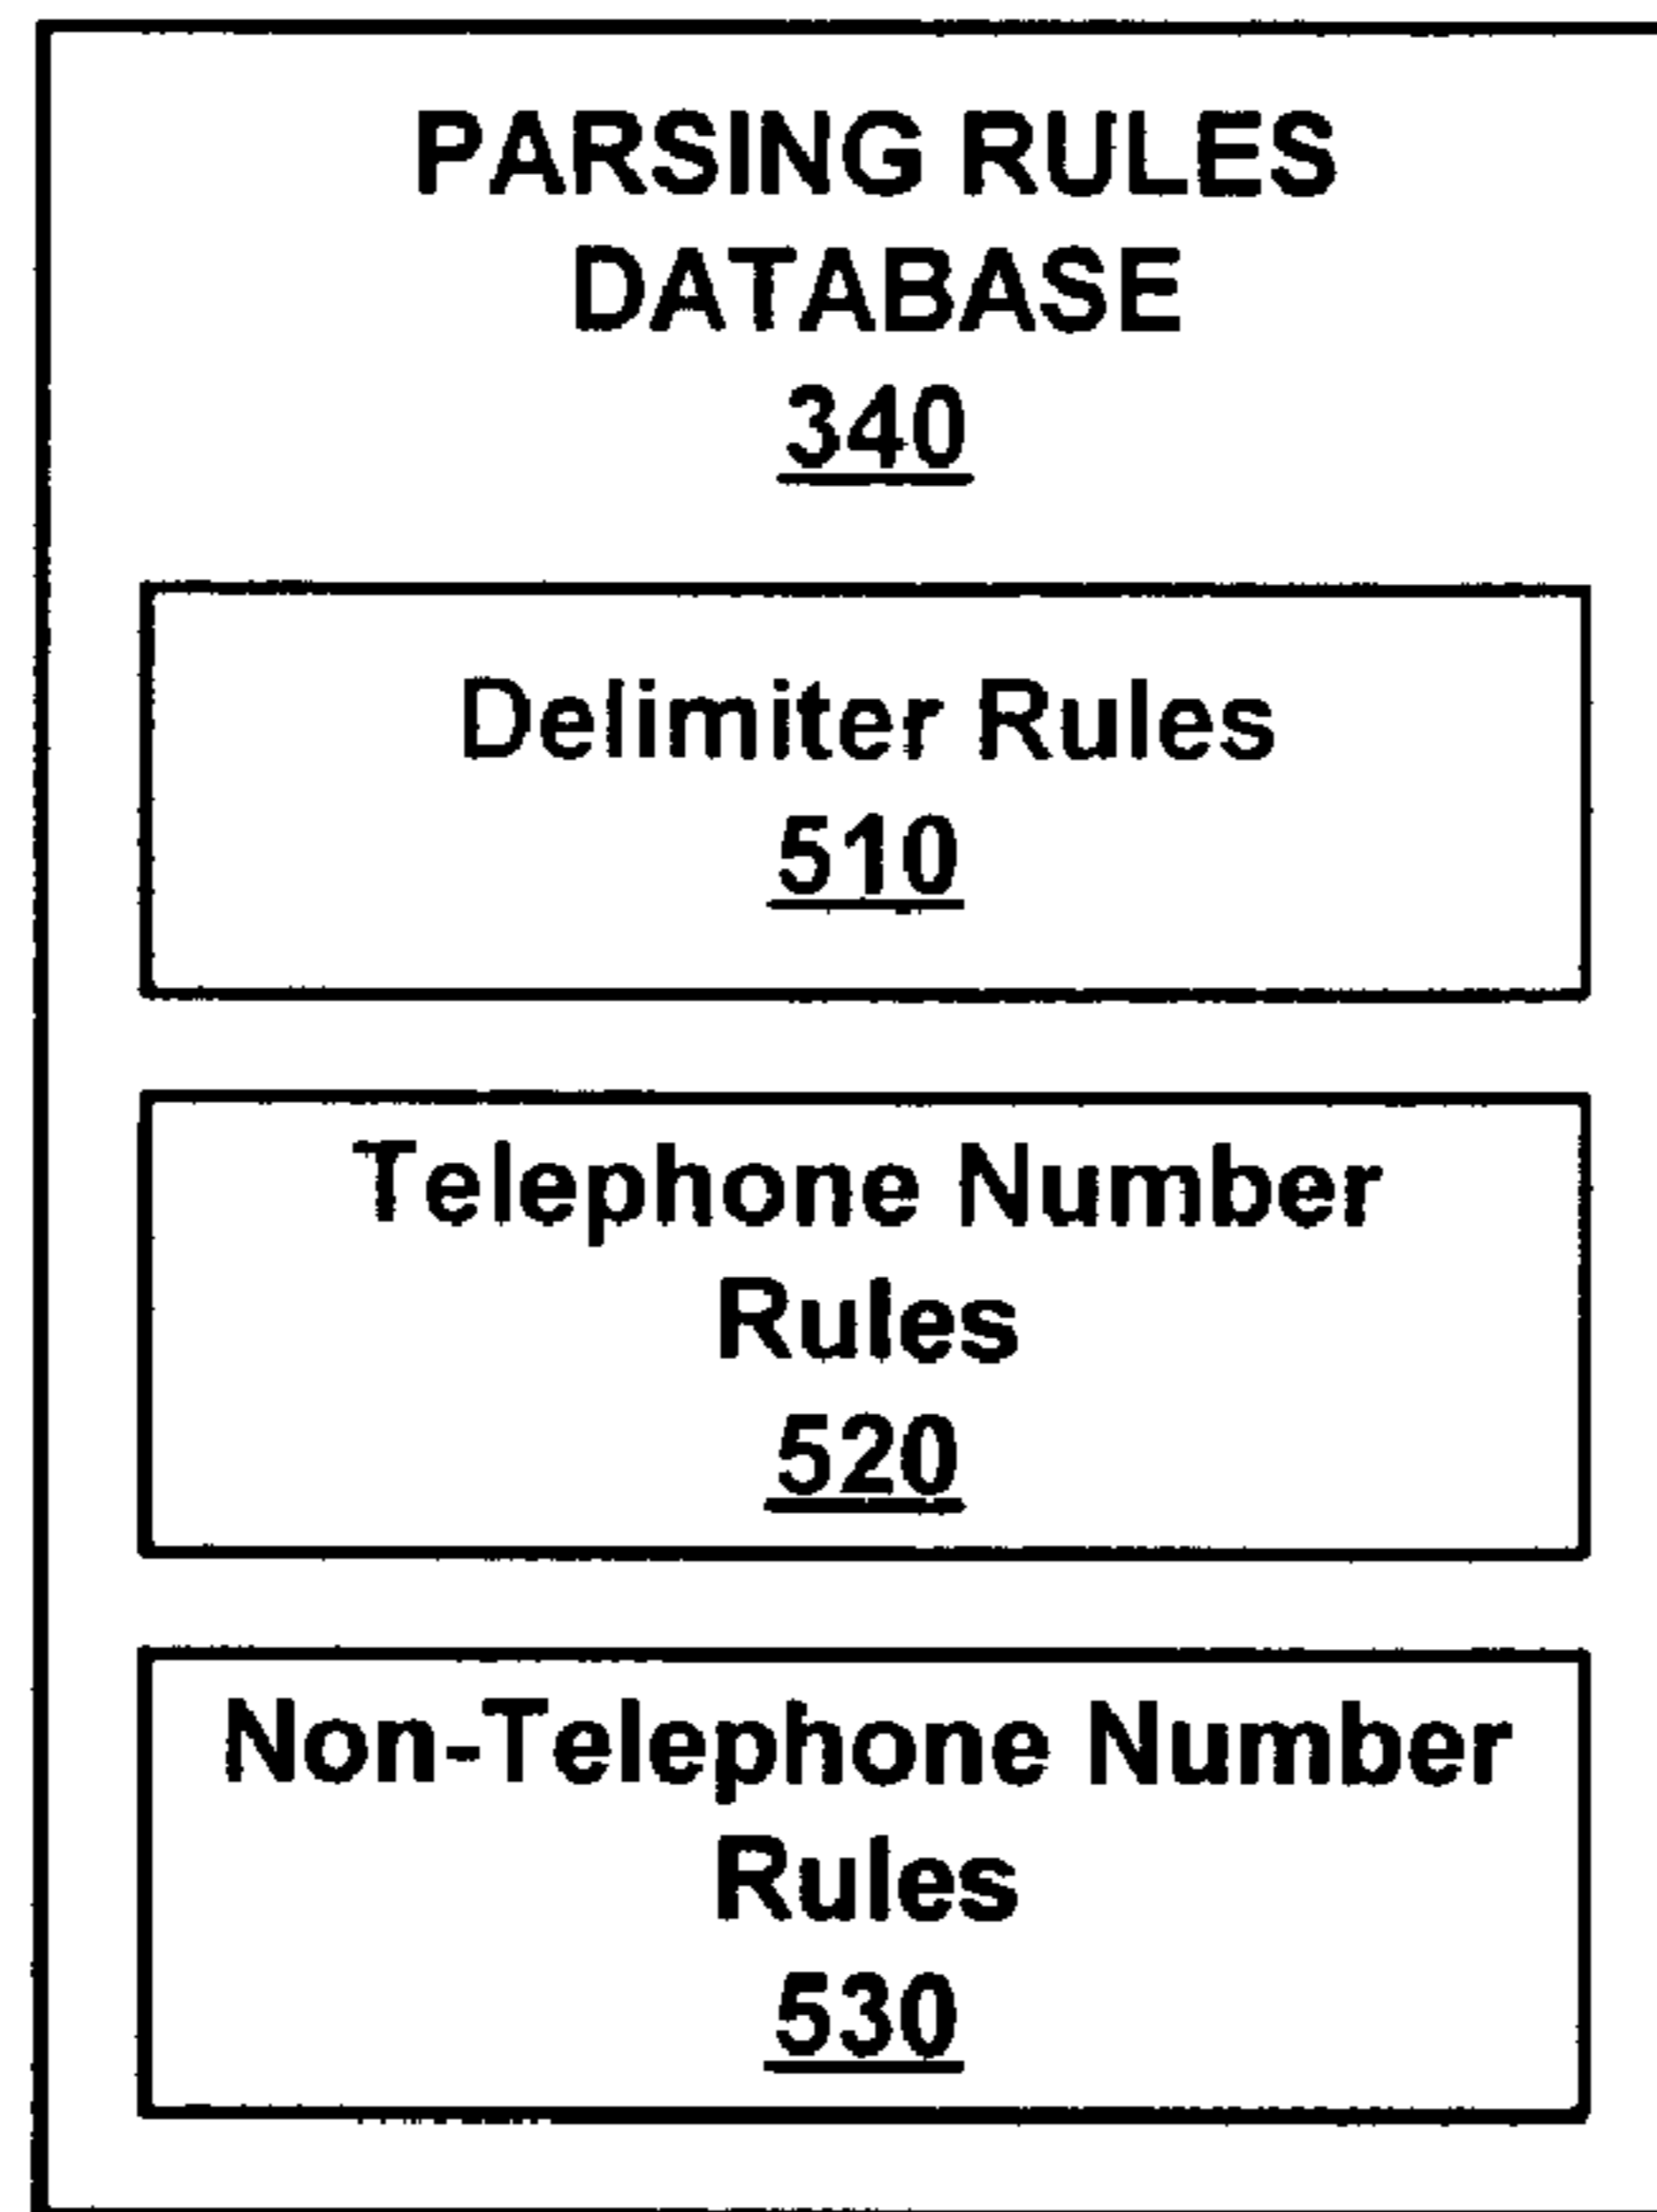 PARSING RULES
DATABASE
340
Delimiter Rules
510
Telephone Number
Rules
520
Non-Telephone Number
Rules
530